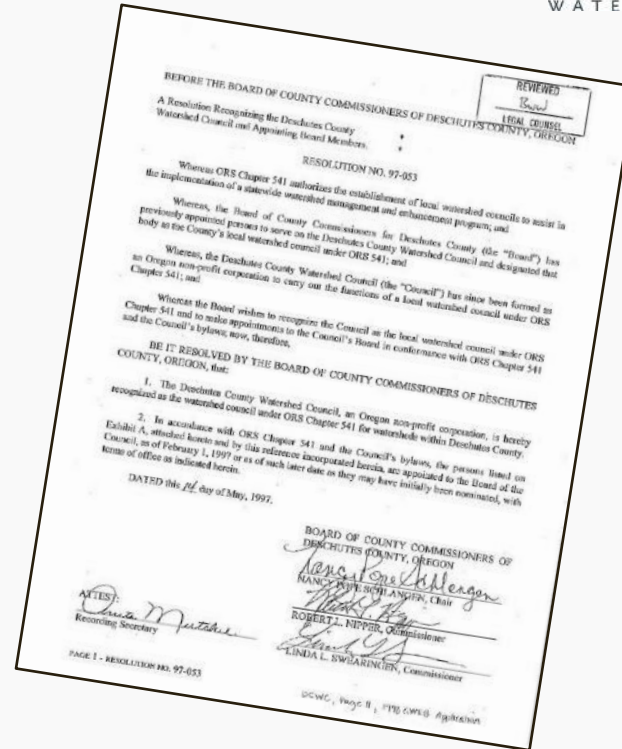 WATE
REVIEWED
LEGAL COUNSEL
BEFORE THE BOARD OF COUNTY COMMISSIONERS OF DESCHUTES COUNTY, OREGON
A Resolution Recognizing the Deschutes County
Watershed Council and Appointing Board Members.
RESOLUTION NO. 97-053
Whereas ORS Chapter 541 authorizes the establishment of local watershed councils to assist in
the implementation of a statewide watershed management and enhancement program; and
Whereas, the Board of County Commissioners for Deschutes County (the "Board") has
previously appointed persons to serve on the Deschutes County Watershed Council and designated that
body as the County's local watershed council under ORS 541; and
Whereas, the Deschutes County Watershed Council (the "Council") has since been formed as
an Oregon non-profit corporation to carry out the functions of a local watershed council under ORS
Chapter 541; and
Whereas the Board wishes to recognize the Council as the local watershed council under ORS
Chapter 541 and to make appointments to the Council's Board in conformance with ORS Chapter 541
and the Council's bylaws; now, therefore,
BE IT RESOLVED BY THE BOARD OF COUNTY COMMISSIONERS OF DESCHUTES
COUNTY, OREGON, that:
1. The Deschutes County Watershed Council, an Oregon non-profit corporation, is hereby
recognized as the watershed council under ORS Chapter 541 for watersheds within Deschutes County.
2. In accordance with ORS Chapter 541 and the Council's bylaws, the persons listed on
Exhibit A, attached hereto and by this reference incorporated herein, are appointed to the Board of the
Council, as of February 1, 1997 or as of such later date as they may have initially been nominated, with
terms of office as indicated herein.
DATED this day of May, 1997.
BOARD OF COUNTY COMMISSIONERS OF
DESCHUTES COUNTY, OREGON
Nancy Pope Schlangen
NANCY POPE SCHLANGEN, Chair
ROBERT L. NIPPER, Commissioner
LINDA L. SWEARINGEN, Commissioner
ATTEST:
Recording Secretary
PAGE 1 - RESOLUTION NO. 97-053
DCWC, Page 11, 1998 GWEB Application